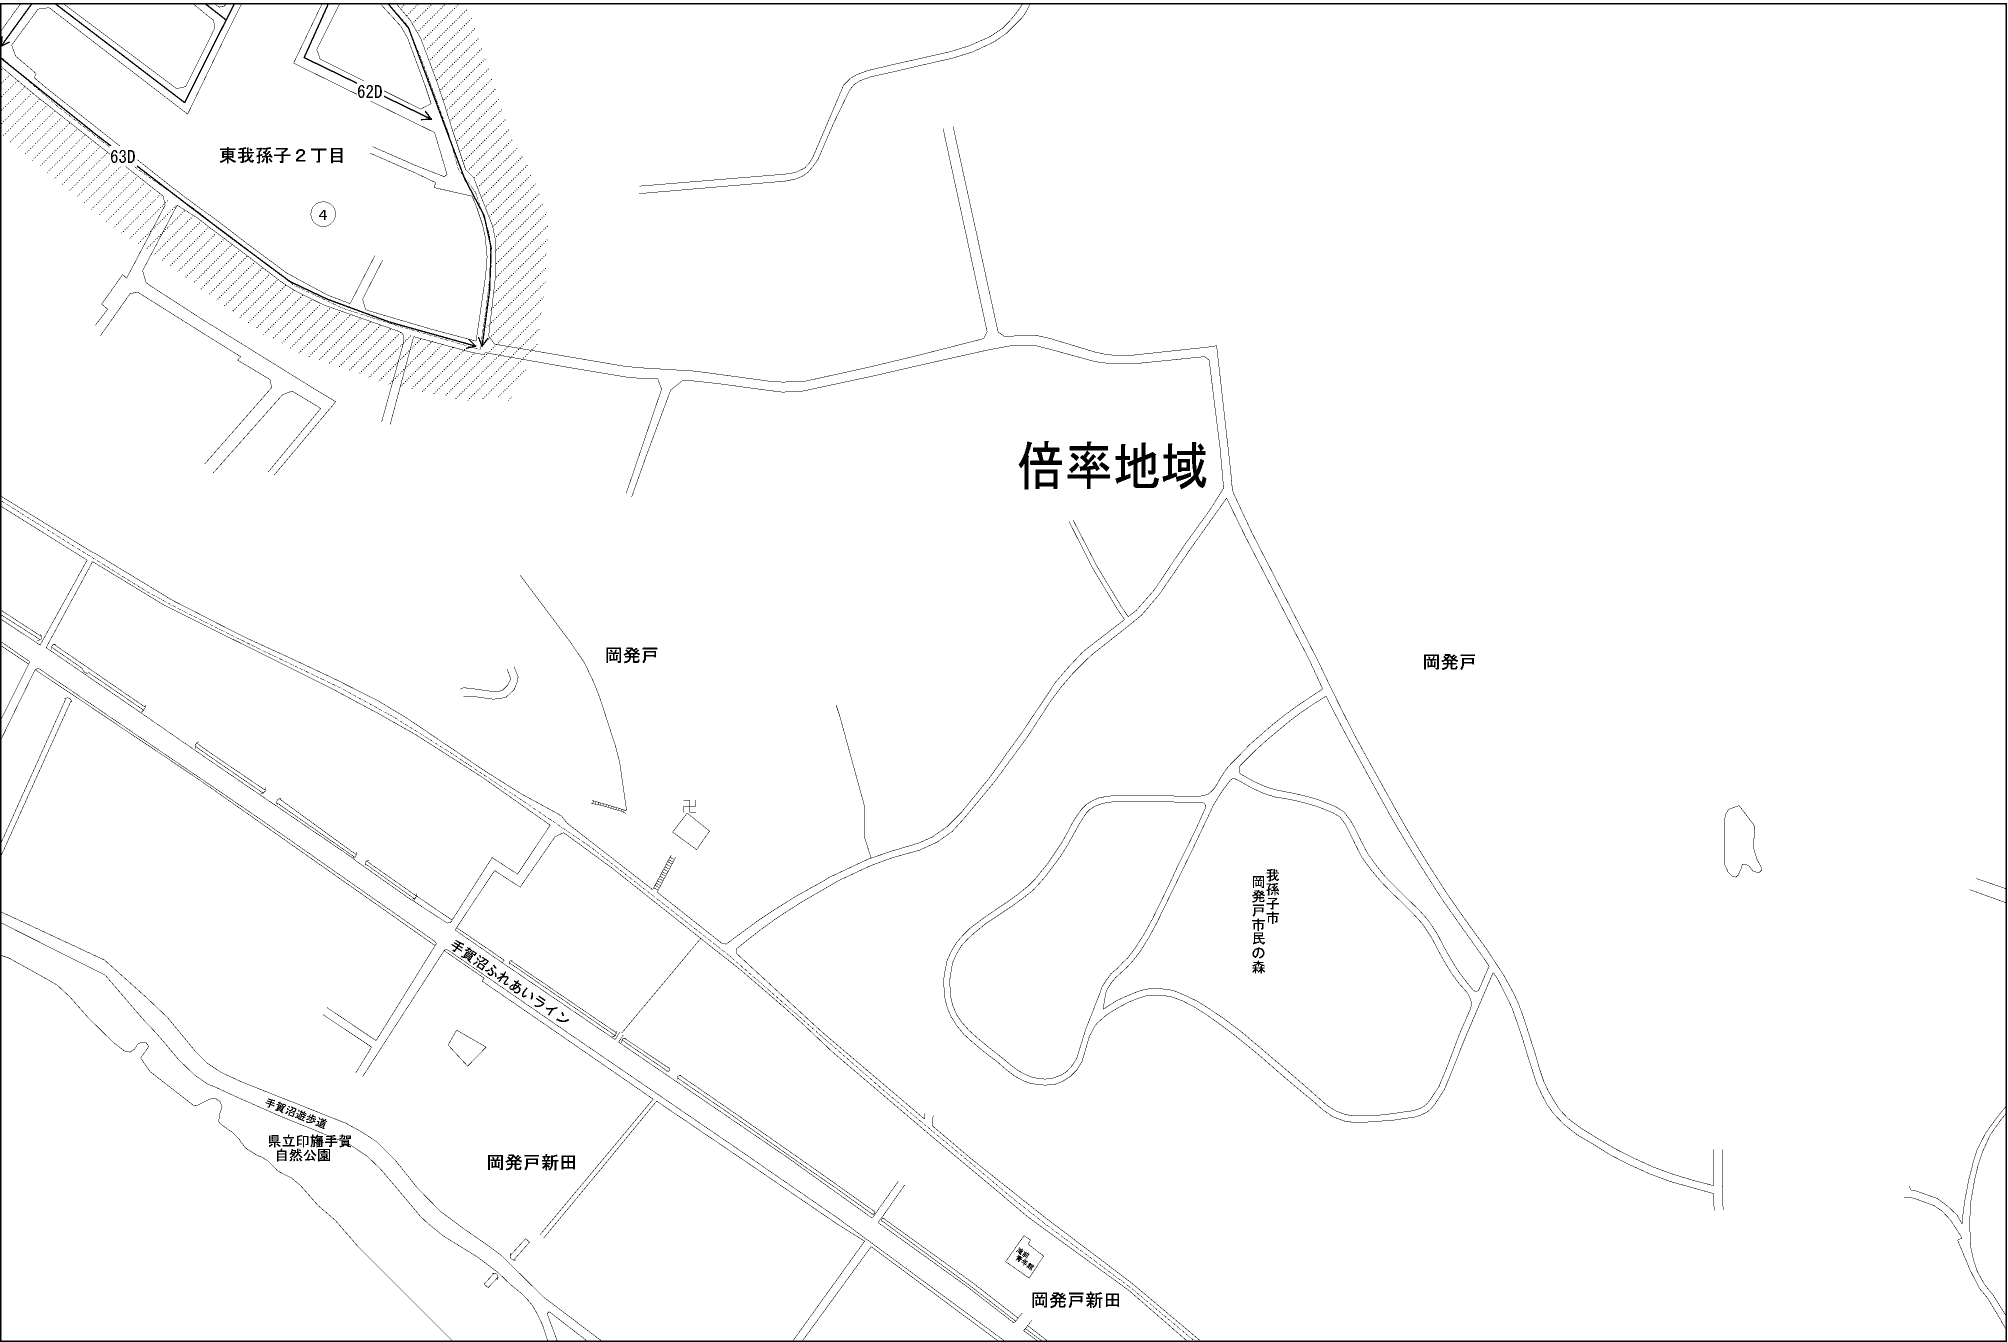 62D
63D
東我孫子２丁目
4
倍率地域
岡発戸
岡発戸
我孫子市
岡発戸市民の森
手賀沼ふれあいライン
手賀沼遊歩道
県立印旛手賀
自然公園
岡発戸新田
岡発戸新田
青年館